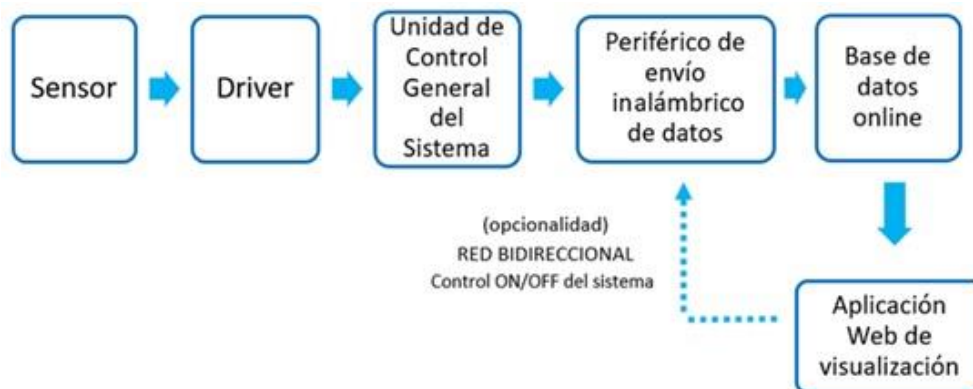 Sensor
Driver
Unidad de
Control
General
del
Sistema
Periférico de
envío
inalámbrico
de datos
Base de
datos
online
(opcionalidad)
RED BIDIRECCIONAL
Control ON/OFF del sistema
Aplicación
Web de
visualización